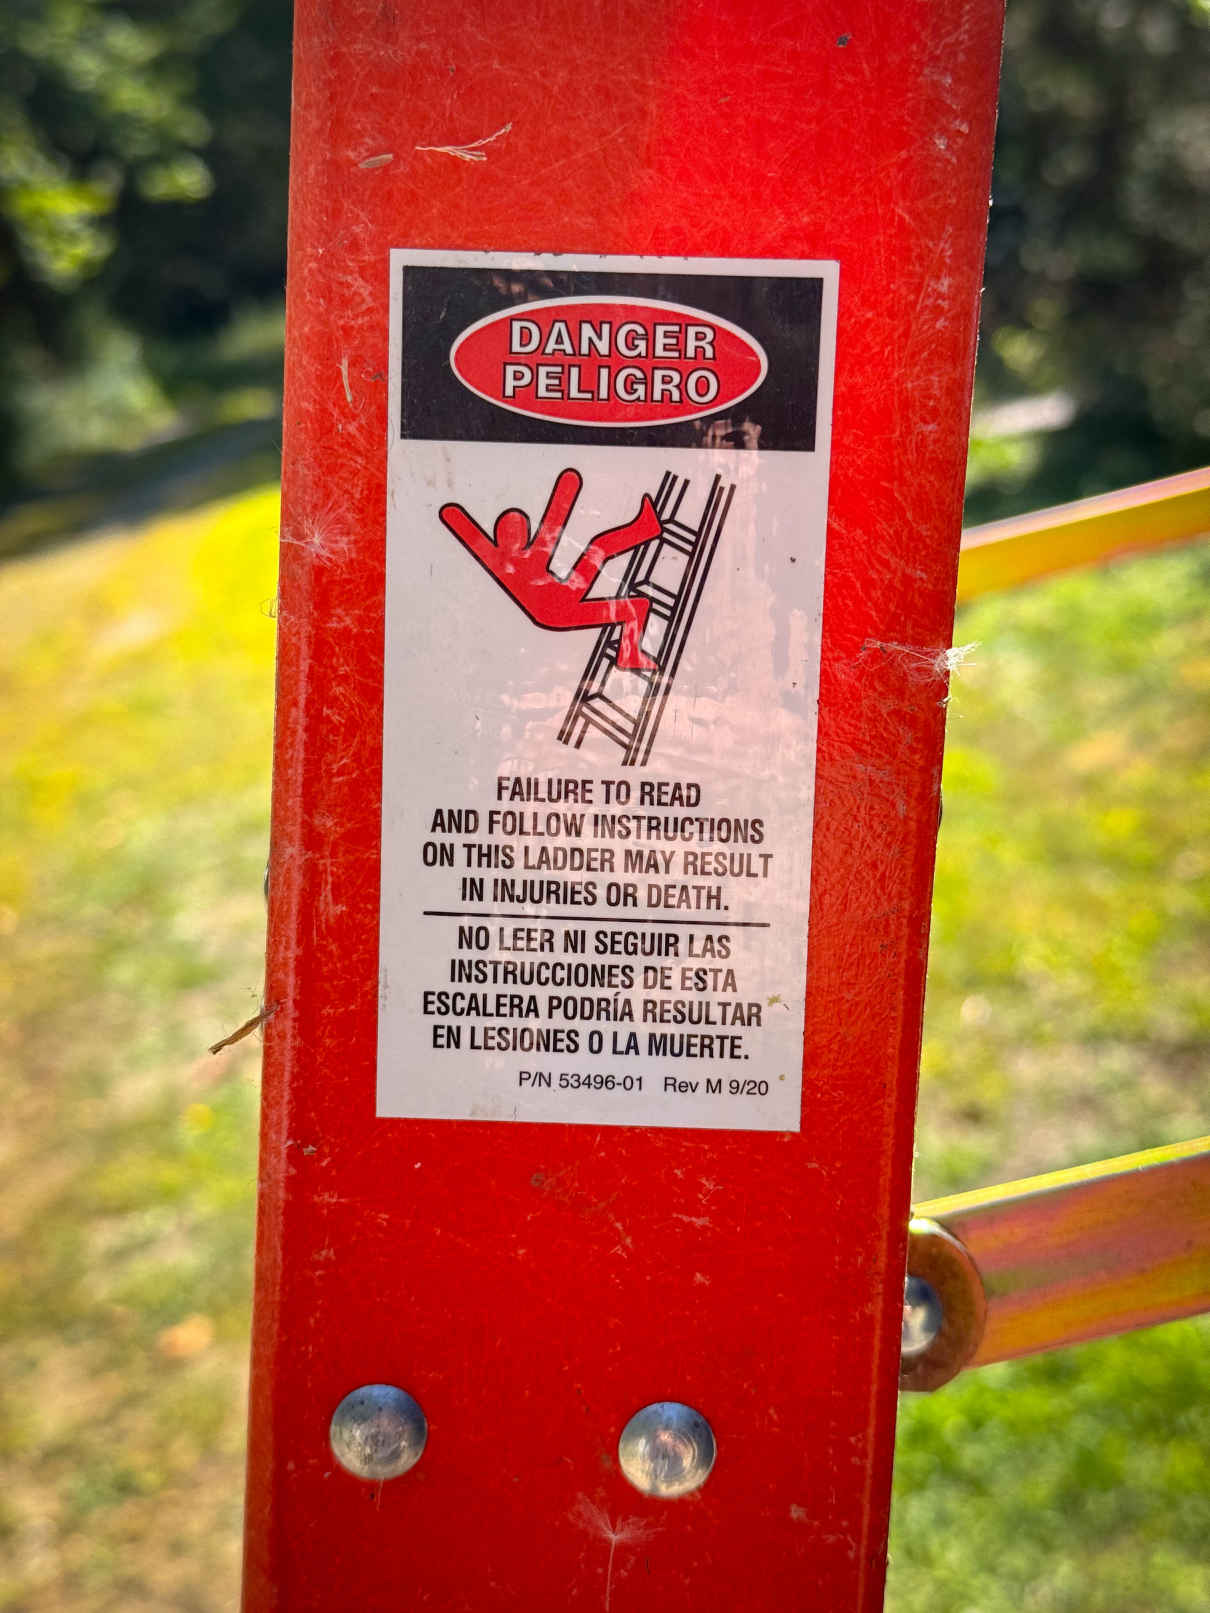 DANGER
PELIGRO
FAILURE TO READ
AND FOLLOW INSTRUCTIONS
ON THIS LADDER MAY RESULT
IN INJURIES OR DEATH.
NO LEER NI SEGUIR LAS
INSTRUCCIONES DE ESTA
ESCALERA PODRÍA RESULTAR
EN LESIONES O LA MUERTE.
P/N 53496-01 Rev M 9/20